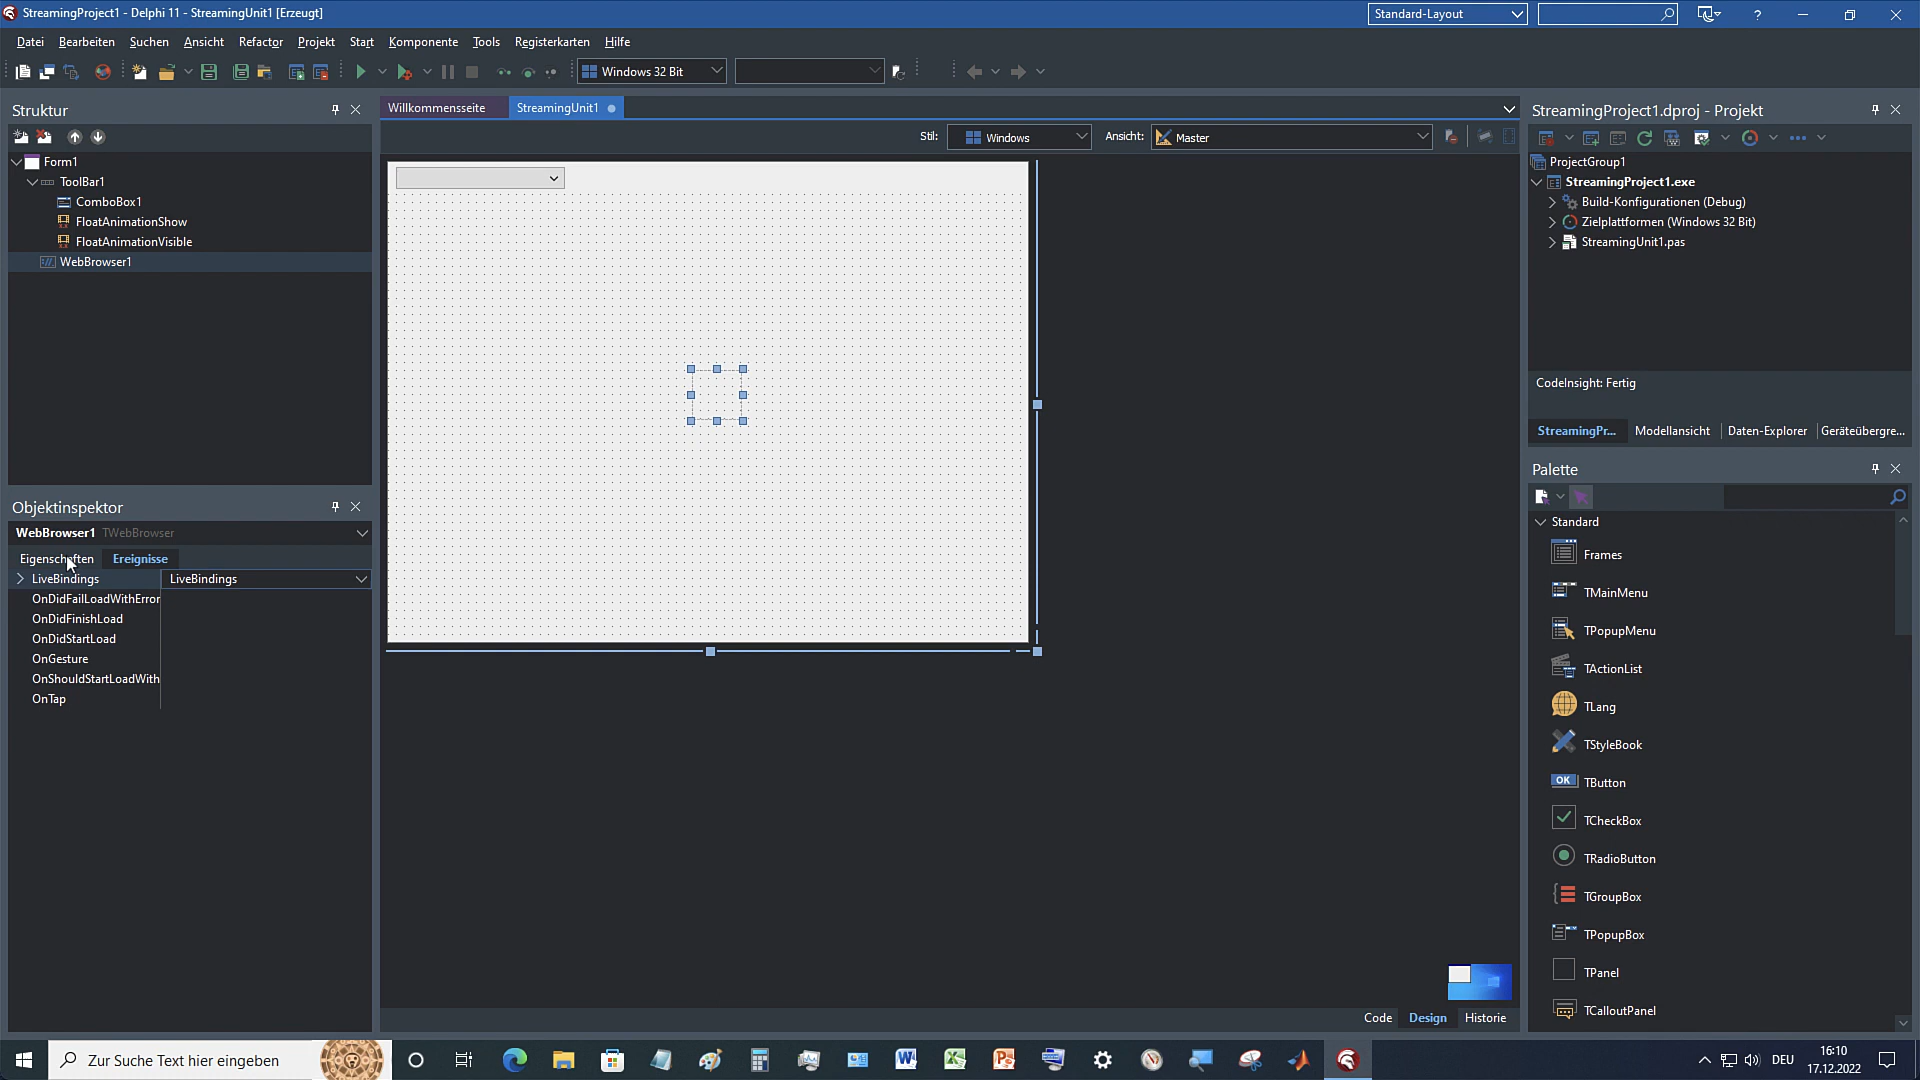 StreamingProject1 - Delphi 11 - StreamingUnit1 [Erzeugt]
Standard-Layout
?
Datei Bearbeiten Suchen Ansicht Refactor Projekt Start Komponente Tools Registerkarten Hilfe
Windows 32 Bit
Struktur
Form1
ToolBar1
ComboBox1
FloatAnimationShow
FloatAnimationVisible
WebBrowser1
Objektinspektor
WebBrowser1 TWebBrowser
Eigenschaften Ereignisse
LiveBindings LiveBindings
OnDidFailLoadWithError
OnDidFinishLoad
OnDidStartLoad
OnGesture
OnShouldStartLoadWith
OnTap
Willkommensseite StreamingUnit1
Stil: Windows Ansicht: Master
Code Design Historie
StreamingProject1.dproj - Projekt
ProjectGroup1
StreamingProject1.exe
Build-Konfigurationen (Debug)
Zielplattformen (Windows 32 Bit)
StreamingUnit1.pas
CodeInsight: Fertig
StreamingPr... Modellansicht Daten-Explorer Geräteübergre...
Palette
Standard
Frames
TMainMenu
TPopupMenu
TActionList
TLang
TStyleBook
OK TButton
TCheckBox
TRadioButton
TGroupBox
TPopupBox
TPanel
TCalloutPanel
Zur Suche Text hier eingeben
DEU
16:10
17.12.2022